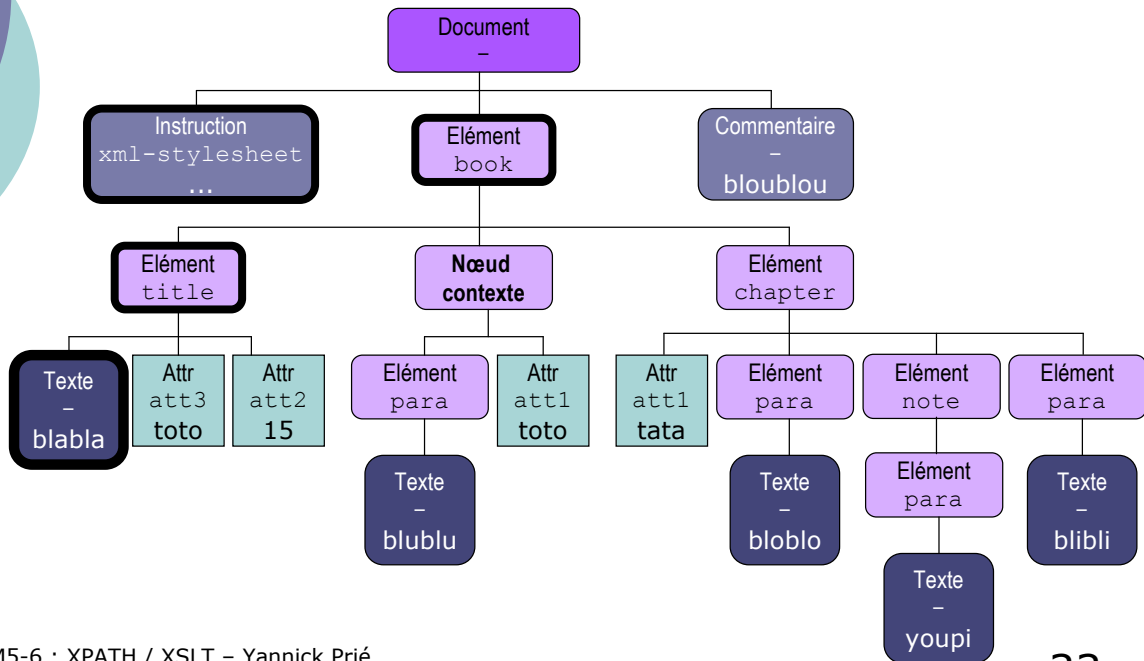 Document
–
Instruction
xml-stylesheet
...
Elément
book
Commentaire
–
bloublou
Elément
title
Nœud
contexte
Elément
chapter
Texte
–
blabla
Attr
att3
toto
Attr
att2
15
Elément
para
Attr
att1
toto
Attr
att1
tata
Elément
para
Elément
note
Elément
para
Texte
–
blublu
Texte
–
bloblo
Elément
para
Texte
–
blibli
Texte
–
youpi
XPATH / XSLT – Yannick Prié